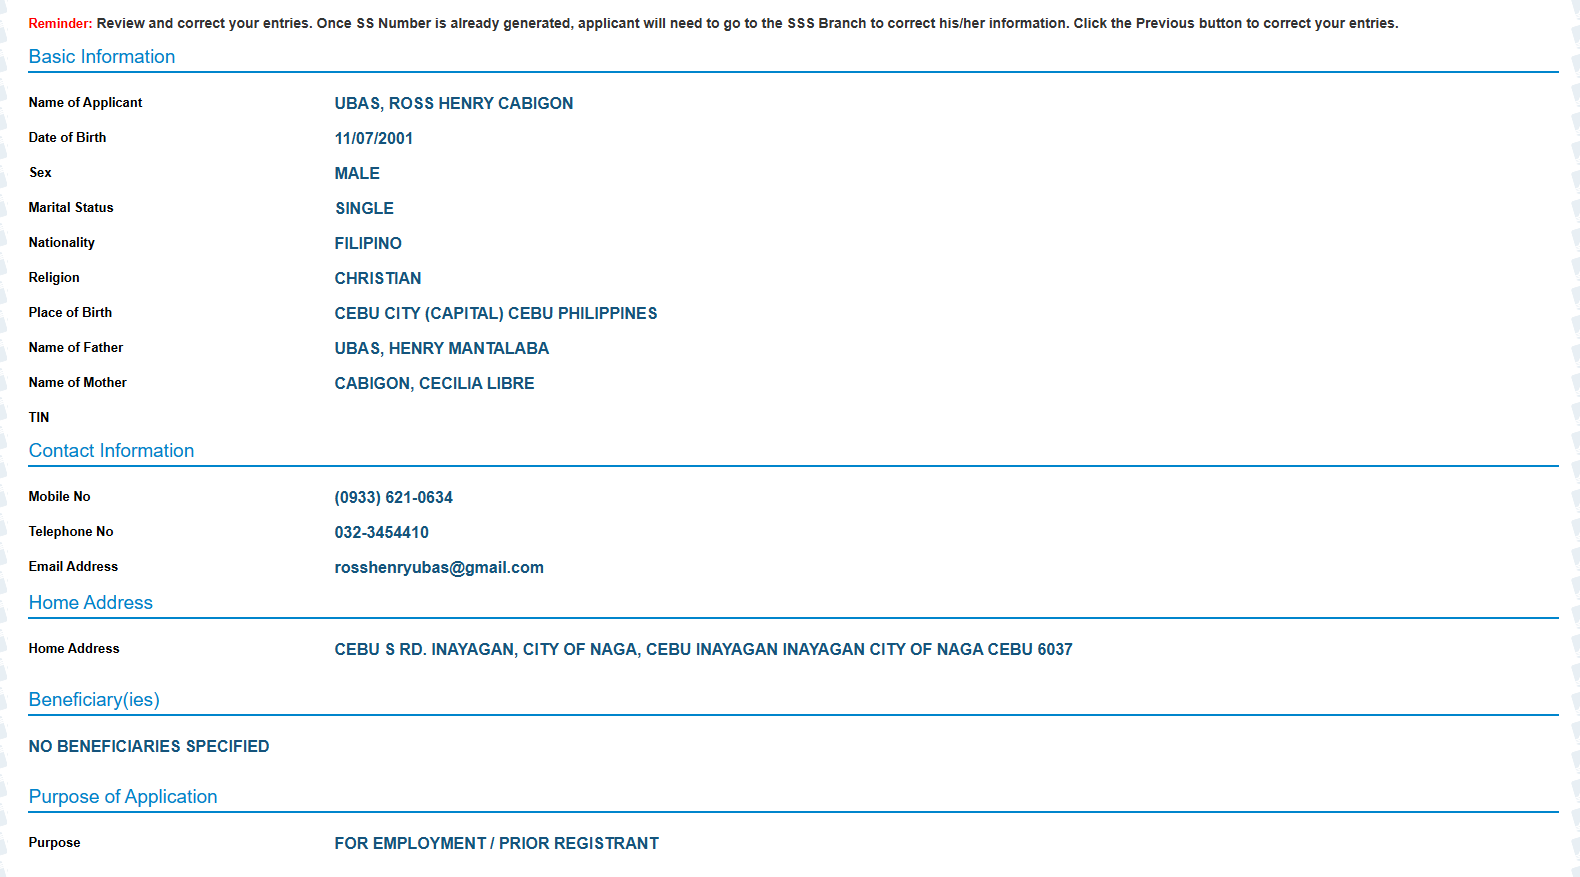 Reminder: Review and correct your entries. Once SS Number is already generated, applicant will need to go to the SSS Branch to correct his/her information. Click the Previous button to correct your entries.
Basic Information
Name of Applicant UBAS, ROSS HENRY CABIGON
Date of Birth 11/07/2001
Sex MALE
Marital Status SINGLE
Nationality FILIPINO
Religion CHRISTIAN
Place of Birth CEBU CITY (CAPITAL) CEBU PHILIPPINES
Name of Father UBAS, HENRY MANTALABA
Name of Mother CABIGON, CECILIA LIBRE
TIN
Contact Information
Mobile No (0933) 621-0634
Telephone No 032-3454410
Email Address rosshenryubas@gmail.com
Home Address
Home Address CEBU S RD. INAYAGAN, CITY OF NAGA, CEBU INAYAGAN INAYAGAN CITY OF NAGA CEBU 6037
Beneficiary(ies)
NO BENEFICIARIES SPECIFIED
Purpose of Application
Purpose FOR EMPLOYMENT / PRIOR REGISTRANT